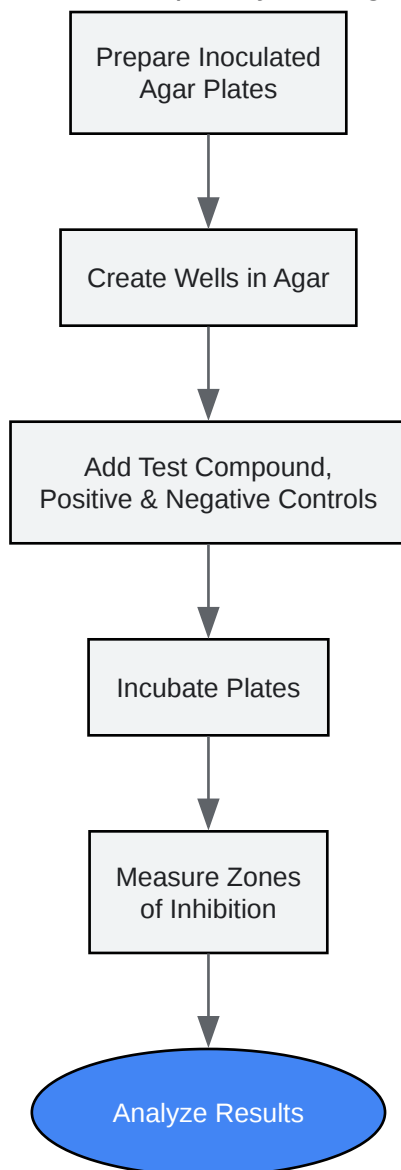 Prepare Inoculated
Agar Plates
Create Wells in Agar
Add Test Compound,
Positive & Negative Controls
Incubate Plates
Measure Zones
of Inhibition
Analyze Results